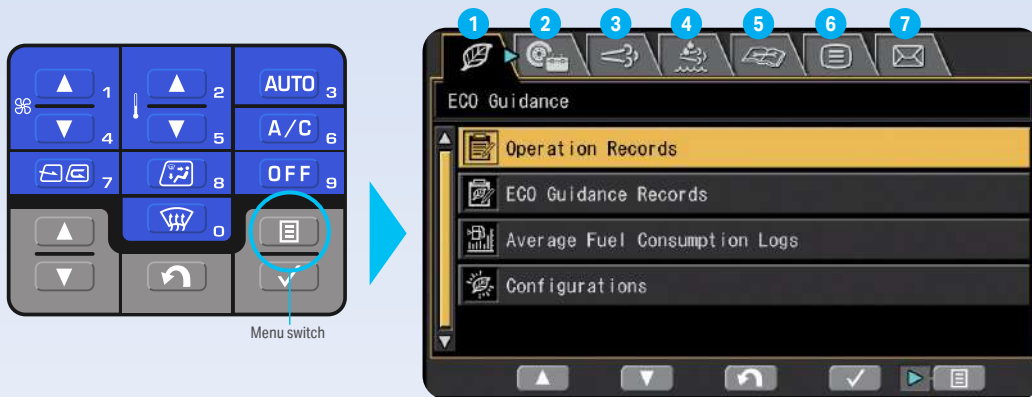 1 2 3 4 5 6 7
1
2
AUTO 3
4
5
A/C 6
7
8
OFF 9
0
Menu switch
ECO Guidance
Operation Records
ECO Guidance Records
Average Fuel Consumption Logs
Configurations